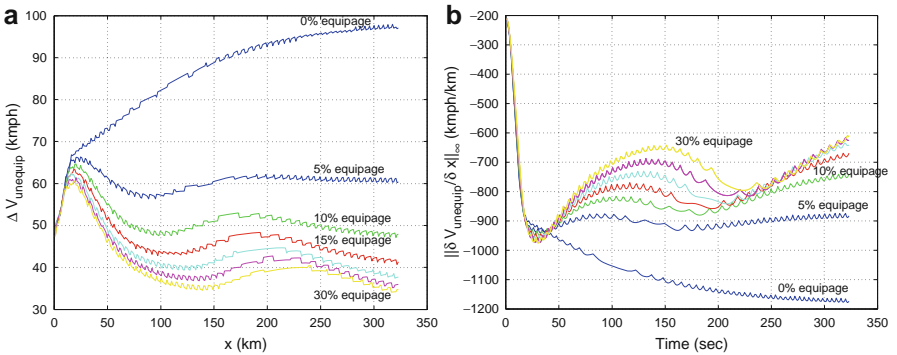 a
100
90
80
70
60
50
40
30
Δ V_unequip (kmph)
0% equipage
5% equipage
10% equipage
15% equipage
30% equipage
0 50 100 150 200 250 300 350
x (km)
b
−200
−300
−400
−500
−600
−700
−800
−900
−1000
−1100
−1200
||δ V_unequip/δ x||_∞ (kmph/km)
30% equipage
10% equipage
5% equipage
0% equipage
0 50 100 150 200 250 300 350
Time (sec)